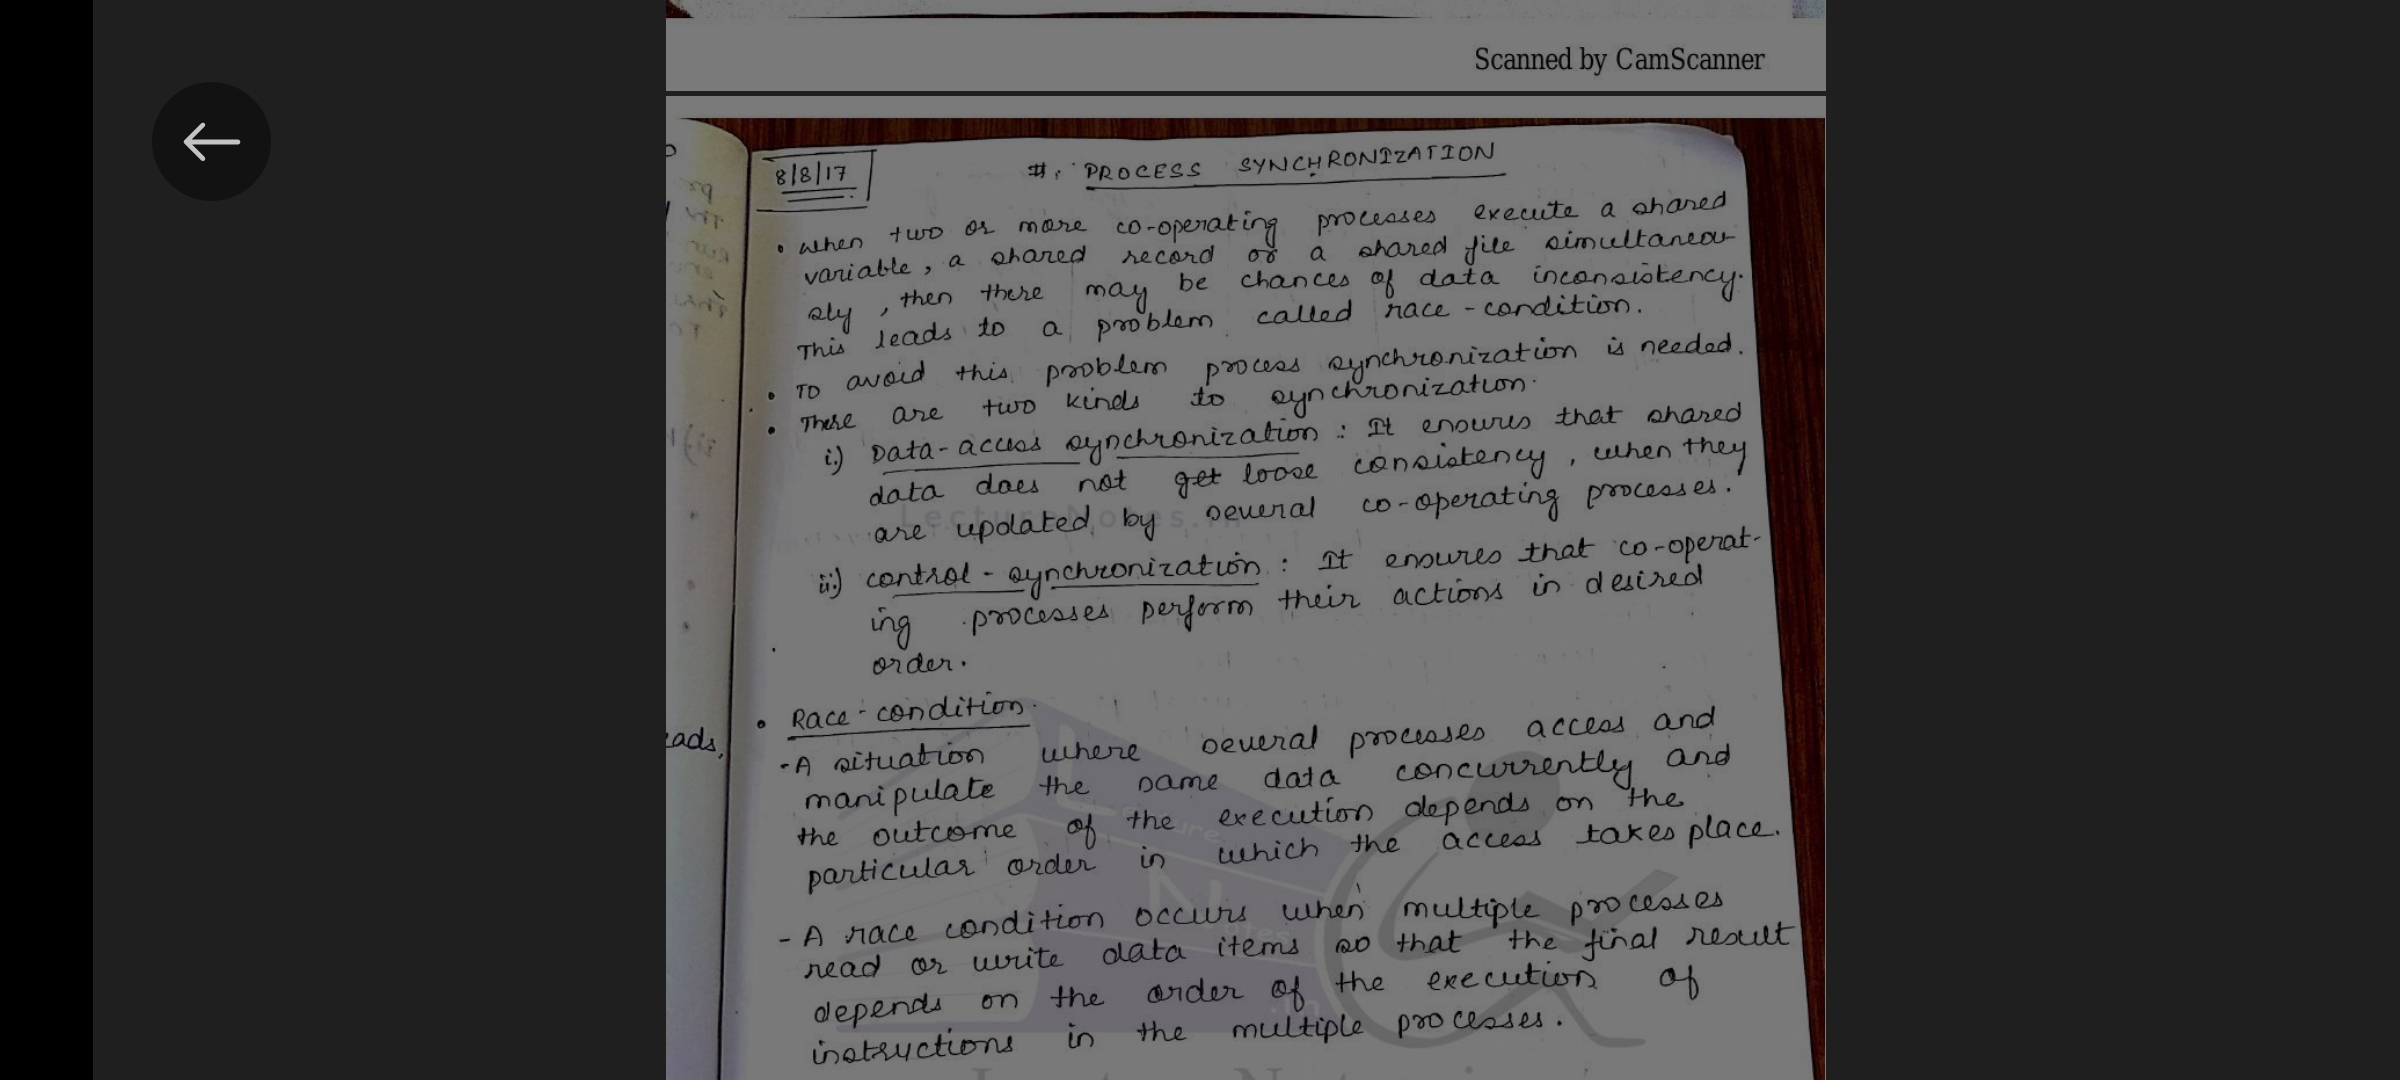 Scanned by CamScanner
8/8/17
#: PROCESS SYNCHRONIZATION
• when two or more co-operating processes execute a shared
variable, a shared record or a shared file simultaneou
sly, then there may be chances of data inconsistency.
This leads to a problem called race-condition.
• To avoid this problem process synchronization is needed.
• There are two kinds to synchronization.
i.) Data-access synchronization: It ensures that shared
data does not get loose consistency, when they
are updated by several co-operating processes.
LectureNotes.in
ii.) control-synchronization: It ensures that co-operat-
ing processes perform their actions in desired
order.
• Race-condition.
eads,
- A situation where several processes access and
manipulate the same data concurrently and
the outcome of the execution depends on the
particular order in which the access takes place.
- A race condition occurs when multiple processes
read or write data items so that the final result
depends on the order of the execution of
instructions in the multiple processes.